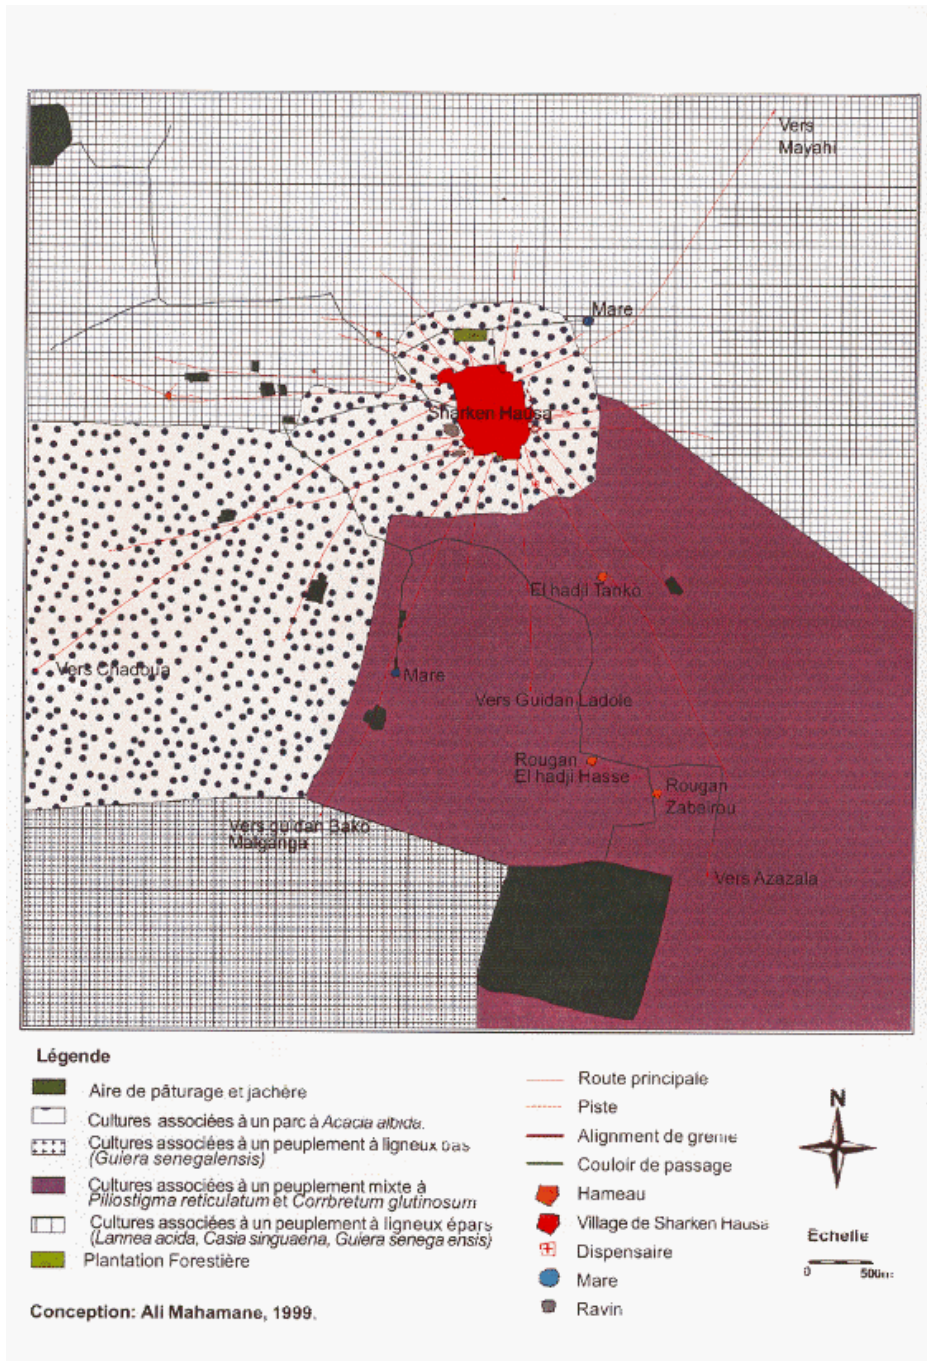 Vers
Mayahi
Mare
Sharken Hausa
El hadji Tanko
Vers Chadoua
Mare
Vers Guidan Ladole
Rougan
El hadji Hasse
Rougan
Zabeirou
Vers guidan Bako
Malganga
Vers Azazala
Légende
Aire de pâturage et jachère
Cultures associées à un parc à Acacia albida.
Cultures associées à un peuplement à ligneux bas
(Guiera senegalensis)
Cultures associées à un peuplement mixte à
Piliostigma reticulatum et Corrbretum glutinosum
Cultures associées à un peuplement à ligneux épars
(Lannea acida, Casia singuaena, Guiera senega ensis)
Plantation Forestière
Route principale
Piste
Alignment de
Couloir de passage
Hameau
Village de Sharken Hausa
Dispensaire
Mare
Ravin
N
Echelle
0 500m
Conception: Ali Mahamane, 1999.